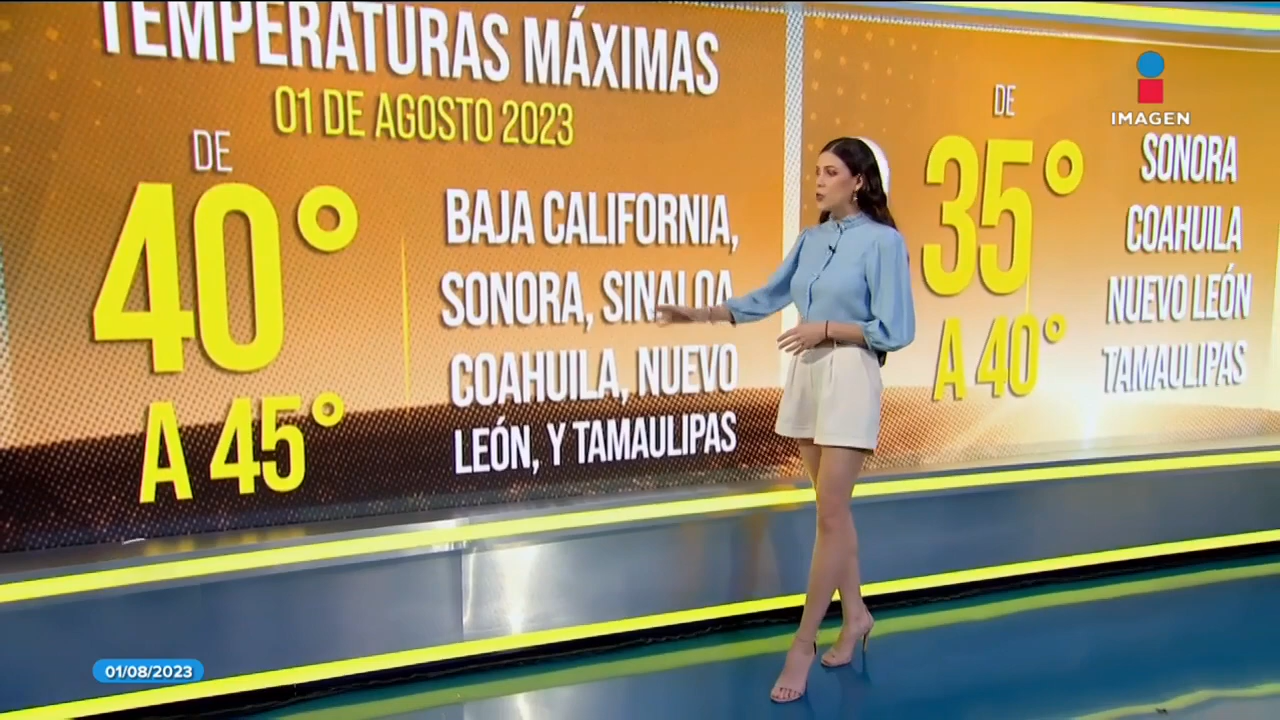 TEMPERATURAS MÁXIMAS
01 DE AGOSTO 2023
DE
40°
A 45°
BAJA CALIFORNIA,
SONORA, SINALOA
COAHUILA, NUEVO
LEÓN, Y TAMAULIPAS
DE
35°
A 40°
SONORA
COAHUILA
NUEVO LEÓN
TAMAULIPAS
IMAGEN
01/08/2023